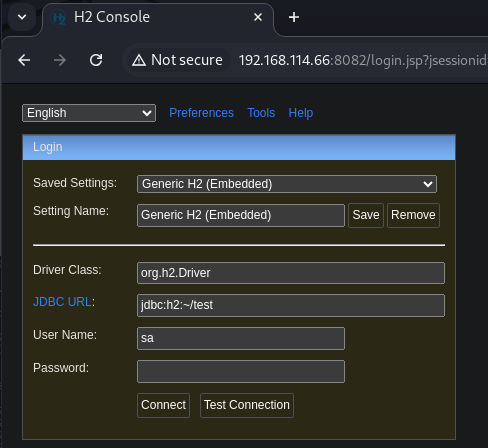 H2 Console
Not secure 192.168.114.66:8082/login.jsp?jsessionid
English Preferences Tools Help
Login
Saved Settings: Generic H2 (Embedded)
Setting Name: Generic H2 (Embedded) Save Remove
Driver Class: org.h2.Driver
JDBC URL: jdbc:h2:~/test
User Name: sa
Password:
Connect Test Connection